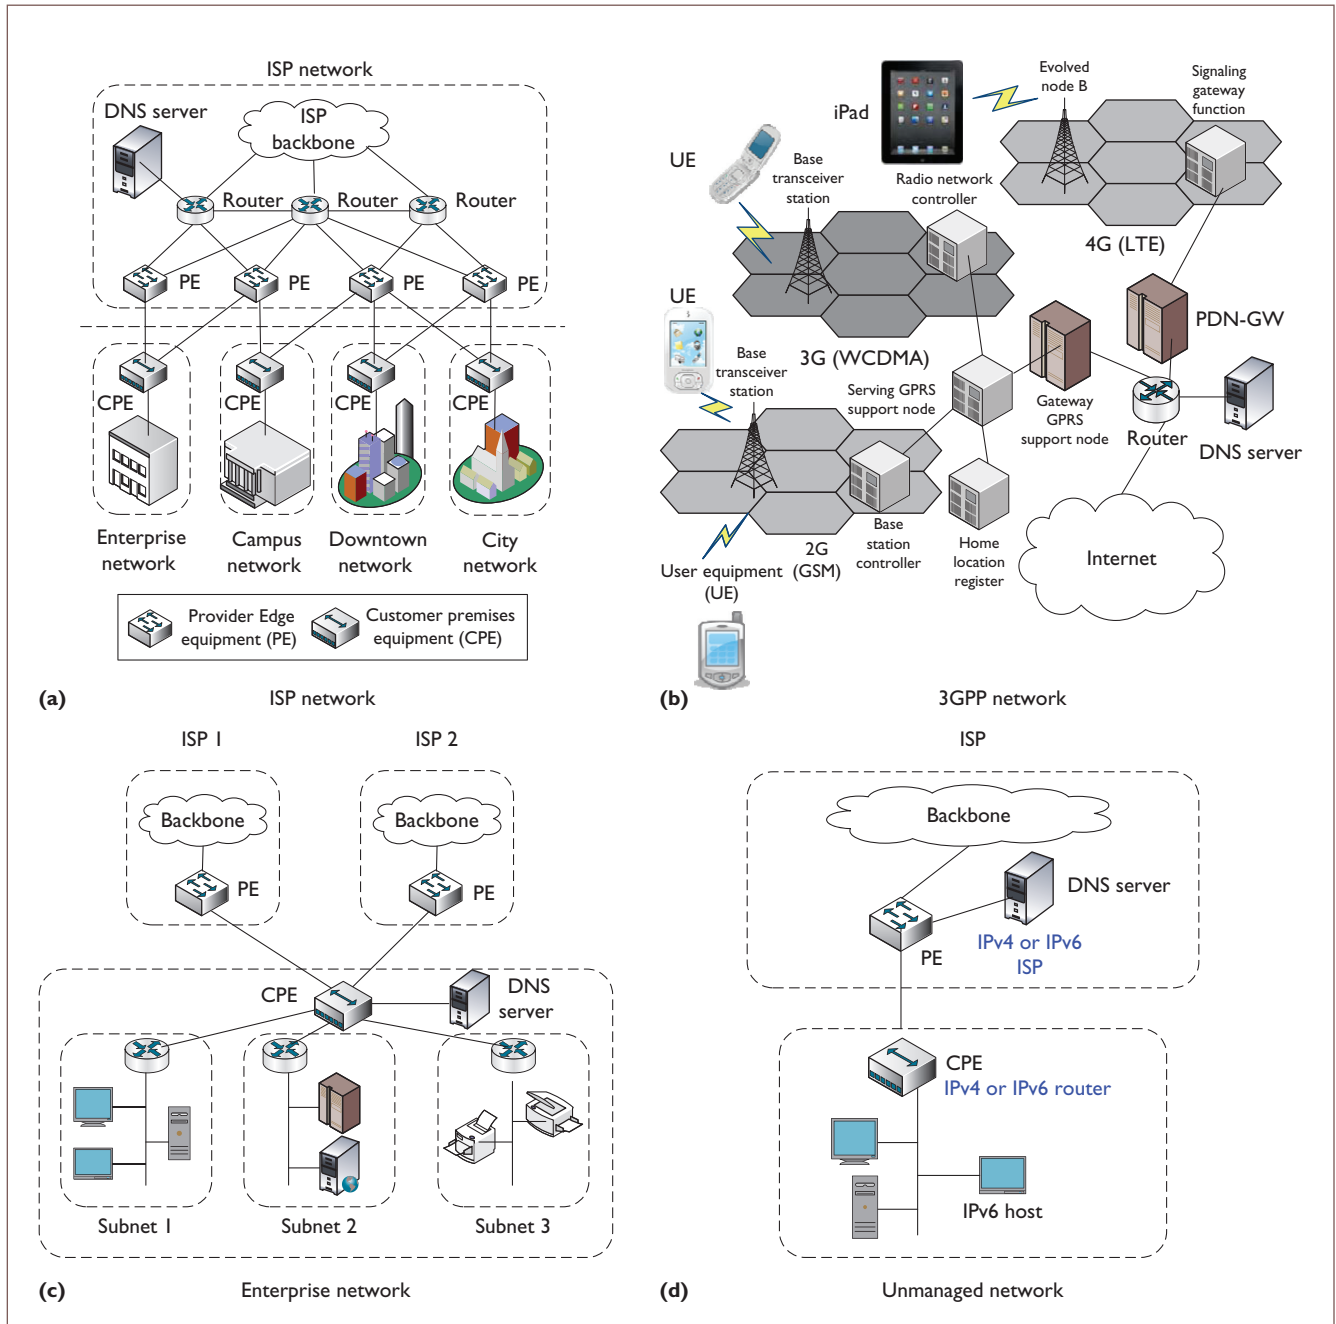 ISP network
DNS server
ISP
backbone
Router
Router
Router
PE
PE
PE
PE
CPE
CPE
CPE
CPE
Enterprise
network
Campus
network
Downtown
network
City
network
Provider Edge
equipment (PE)
Customer premises
equipment (CPE)
(a)
ISP network
iPad
Evolved
node B
Signaling
gateway
function
UE
Base
transceiver
station
Radio network
controller
4G (LTE)
UE
3G (WCDMA)
PDN-GW
Base
transceiver
station
Serving GPRS
support node
Gateway
GPRS
support node
Router
DNS server
2G
(GSM)
Base
station
controller
Home
location
register
Internet
User equipment
(UE)
(b)
3GPP network
ISP 1
ISP 2
Backbone
Backbone
PE
PE
CPE
DNS
server
Subnet 1
Subnet 2
Subnet 3
(c)
Enterprise network
ISP
Backbone
DNS server
PE
IPv4 or IPv6
ISP
CPE
IPv4 or IPv6 router
IPv6 host
(d)
Unmanaged network